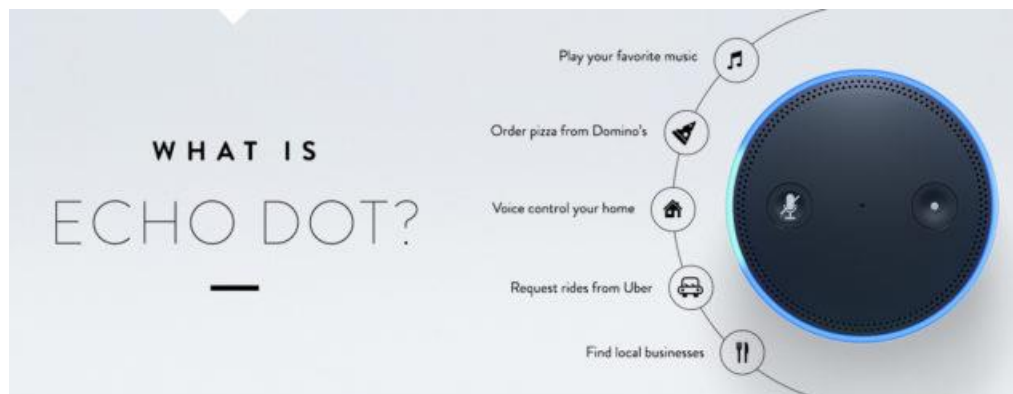 WHAT IS
ECHO DOT?
Play your favorite music
Order pizza from Domino's
Voice control your home
Request rides from Uber
Find local businesses